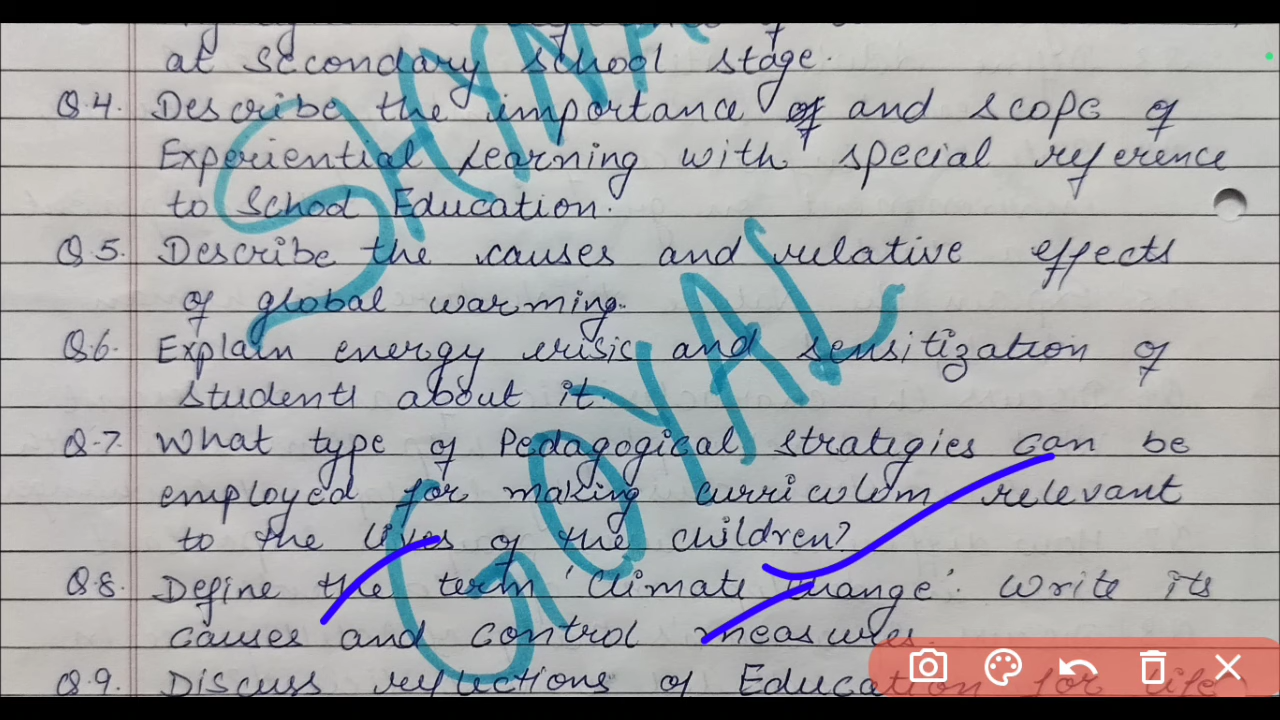 at secondary school stage.
Q.4. Describe the importance of and scope of
Experiential Learning with special reference
to School Education.
Q.5. Describe the causes and relative effects
of global warming.
Q.6. Explain energy crisis and sensitization of
students about it.
Q.7. What type of Pedagogical strategies can be
employed for making curriculum relevant
to the lives of the children?
Q.8. Define the term 'Climate Change'. Write its
causes and control measures.
Q.9. Discuss reflections of Education for life
GOYAL